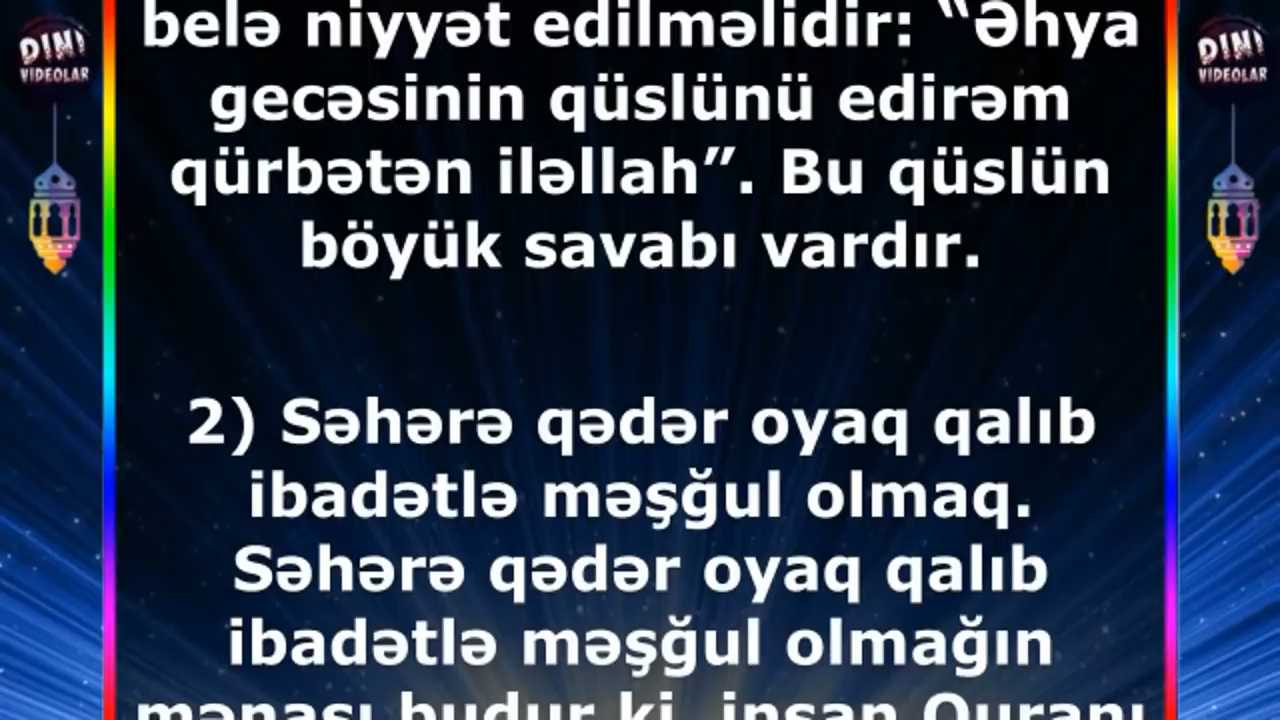 DINI
VIDEOLAR
DINI
VIDEOLAR
belə niyyət edilməlidir: “Əhya
gecəsinin qüslünü edirəm
qürbətən iləllah”. Bu qüslün
böyük savabı vardır.
2) Səhərə qədər oyaq qalıb
ibadətlə məşğul olmaq.
Səhərə qədər oyaq qalıb
ibadətlə məşğul olmağın
mənası budur ki, insan Quranı